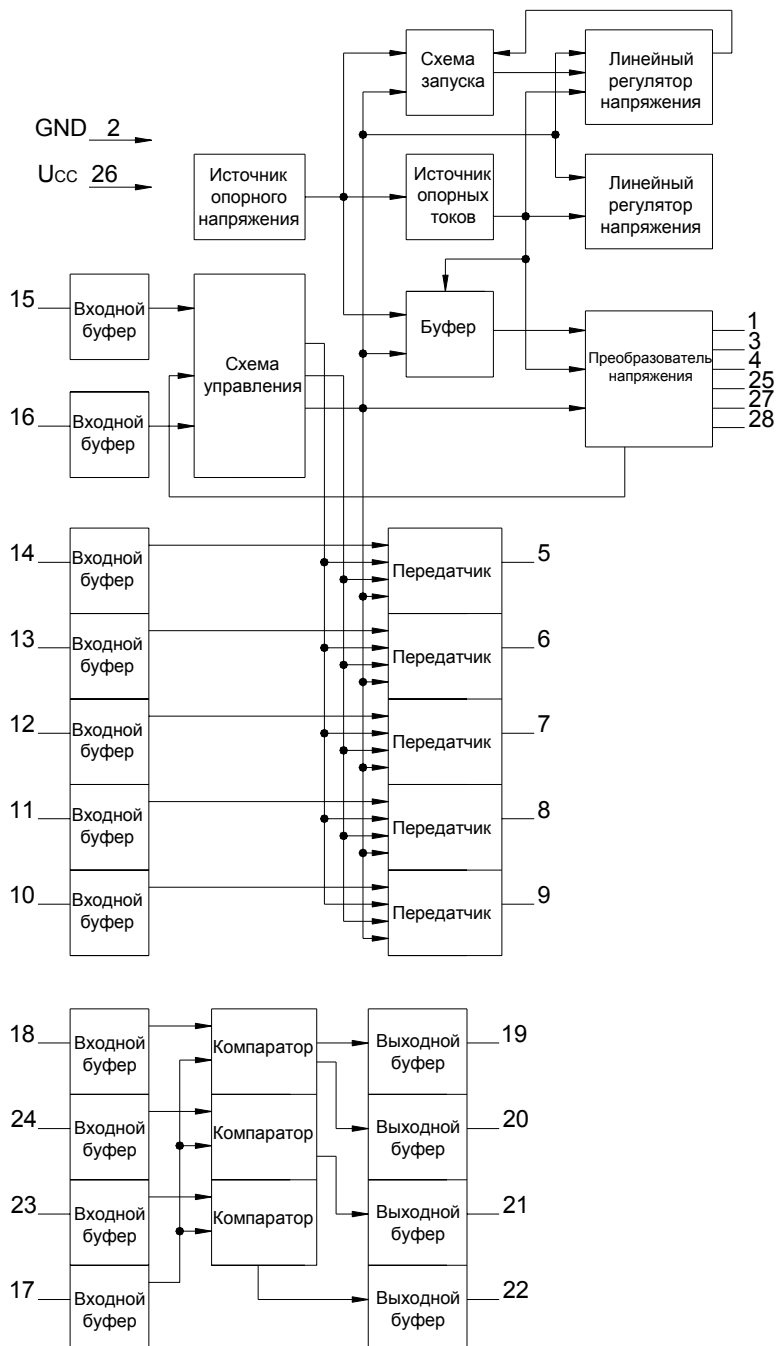 Схема
запуска
Линейный
регулятор
напряжения
GND 2
Ucc 26
Источник
опорного
напряжения
Источник
опорных
токов
Линейный
регулятор
напряжения
15
Входной
буфер
Схема
управления
Буфер
Преобразователь
напряжения
1
3
4
25
27
28
16
Входной
буфер
14
Входной
буфер
Передатчик
5
13
Входной
буфер
Передатчик
6
12
Входной
буфер
Передатчик
7
11
Входной
буфер
Передатчик
8
10
Входной
буфер
Передатчик
9
18
Входной
буфер
Компаратор
Выходной
буфер
19
24
Входной
буфер
Компаратор
Выходной
буфер
20
23
Входной
буфер
Компаратор
Выходной
буфер
21
17
Входной
буфер
Выходной
буфер
22